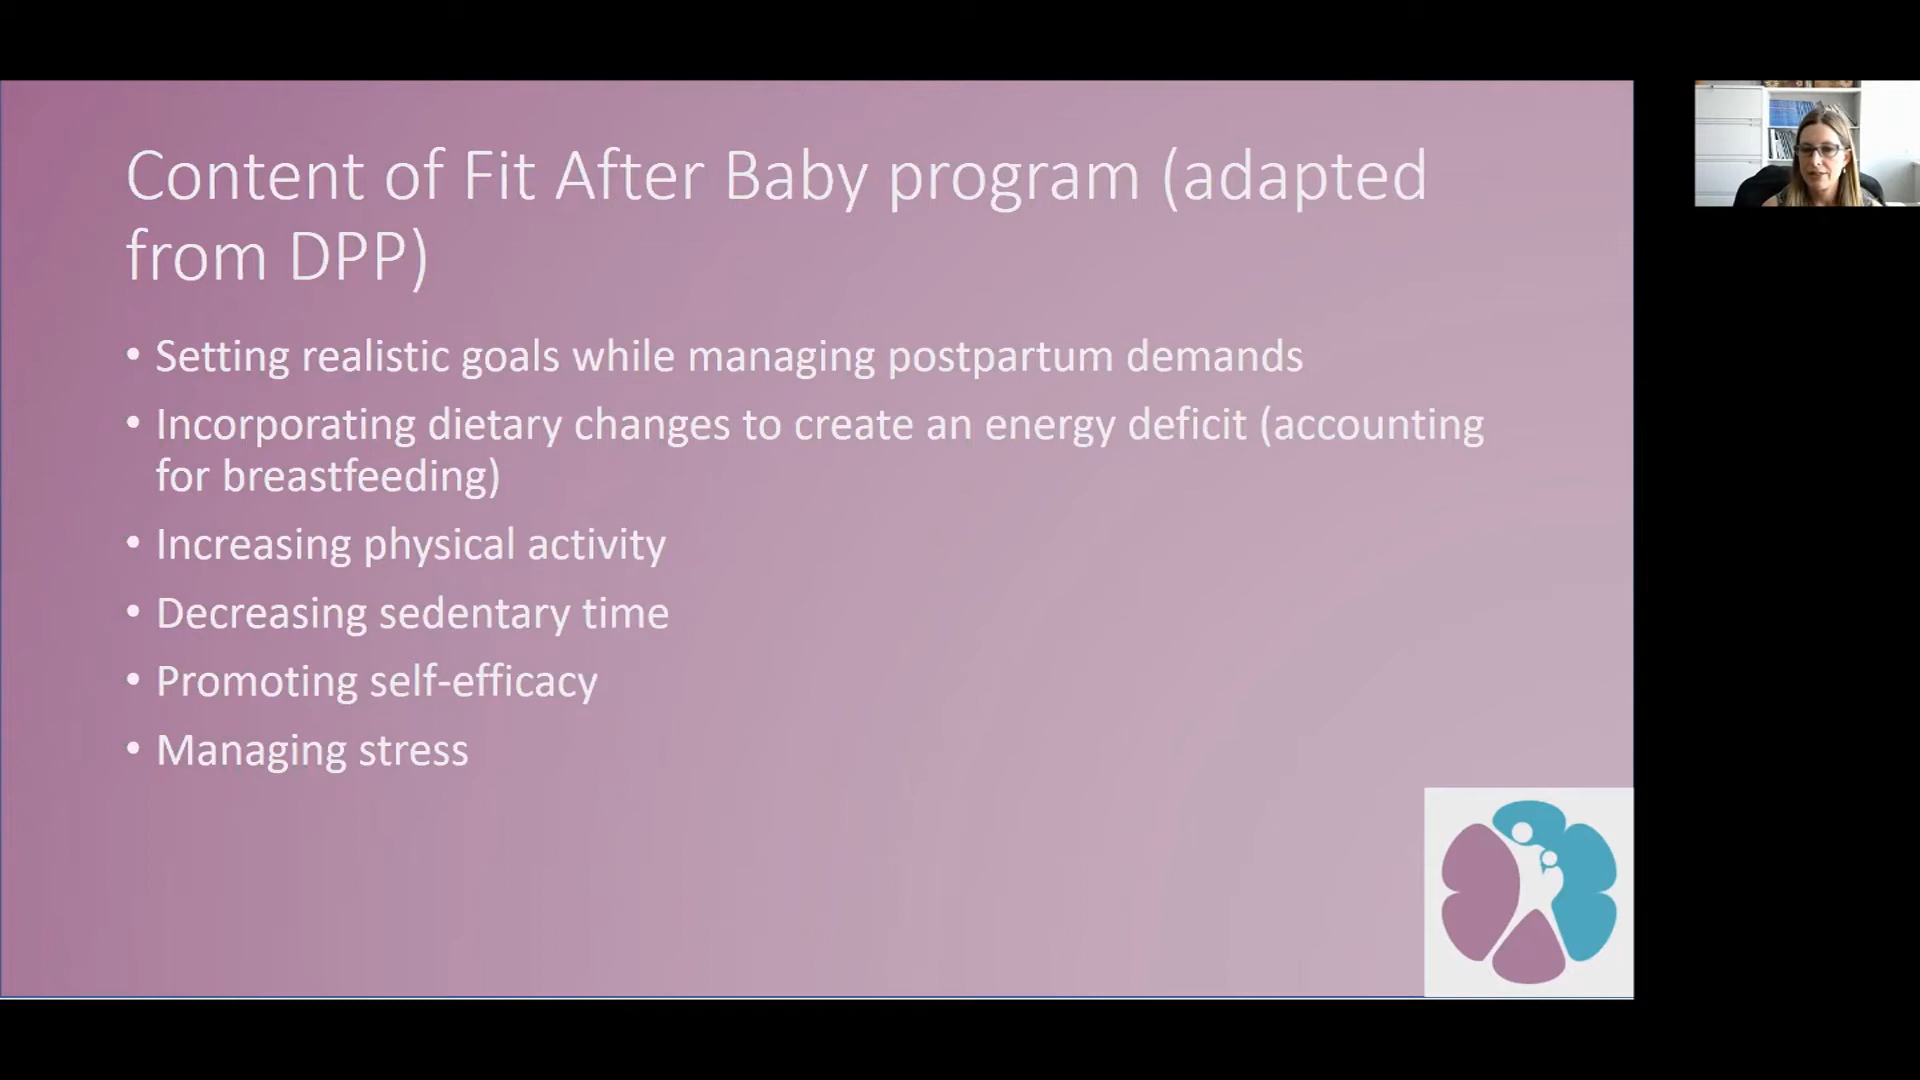 Content of Fit After Baby program (adapted
from DPP)
• Setting realistic goals while managing postpartum demands
• Incorporating dietary changes to create an energy deficit (accounting
for breastfeeding)
• Increasing physical activity
• Decreasing sedentary time
• Promoting self-efficacy
• Managing stress